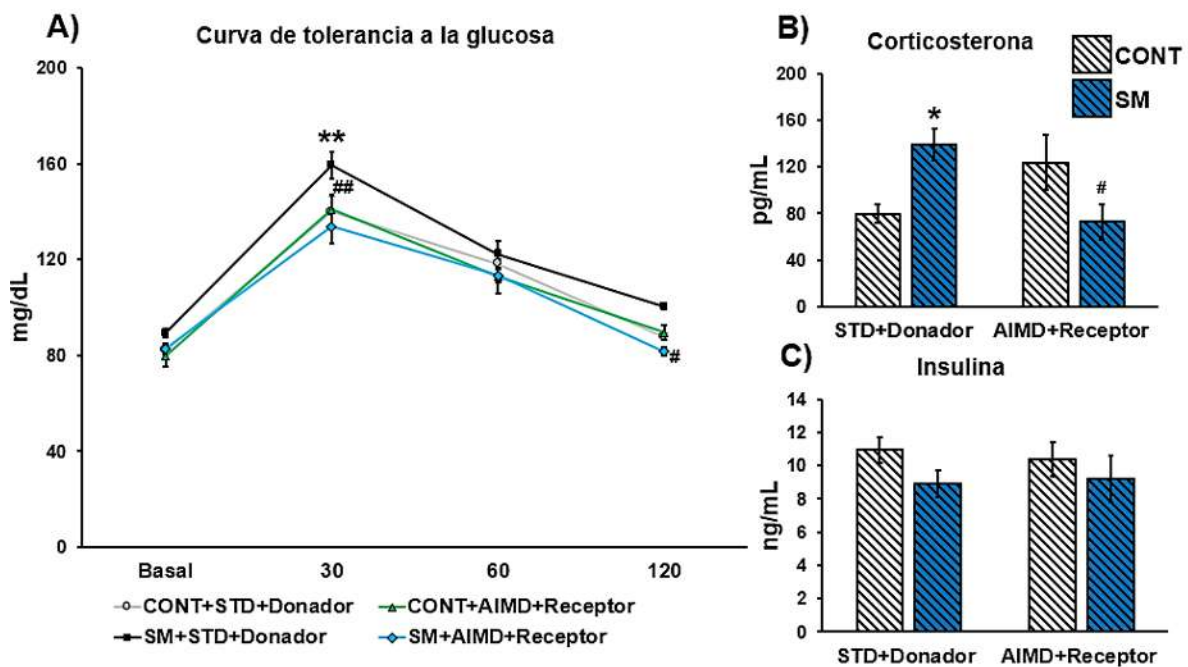 A)
Curva de tolerancia a la glucosa
200
160
120
80
40
0
mg/dL
**
##
#
Basal 30 60 120
CONT+STD+Donador CONT+AIMD+Receptor
SM+STD+Donador SM+AIMD+Receptor
B)
Corticosterona
CONT
SM
200
160
120
80
40
0
pg/mL
*
#
STD+Donador AIMD+Receptor
C)
Insulina
14
12
10
8
6
4
2
0
ng/mL
STD+Donador AIMD+Receptor